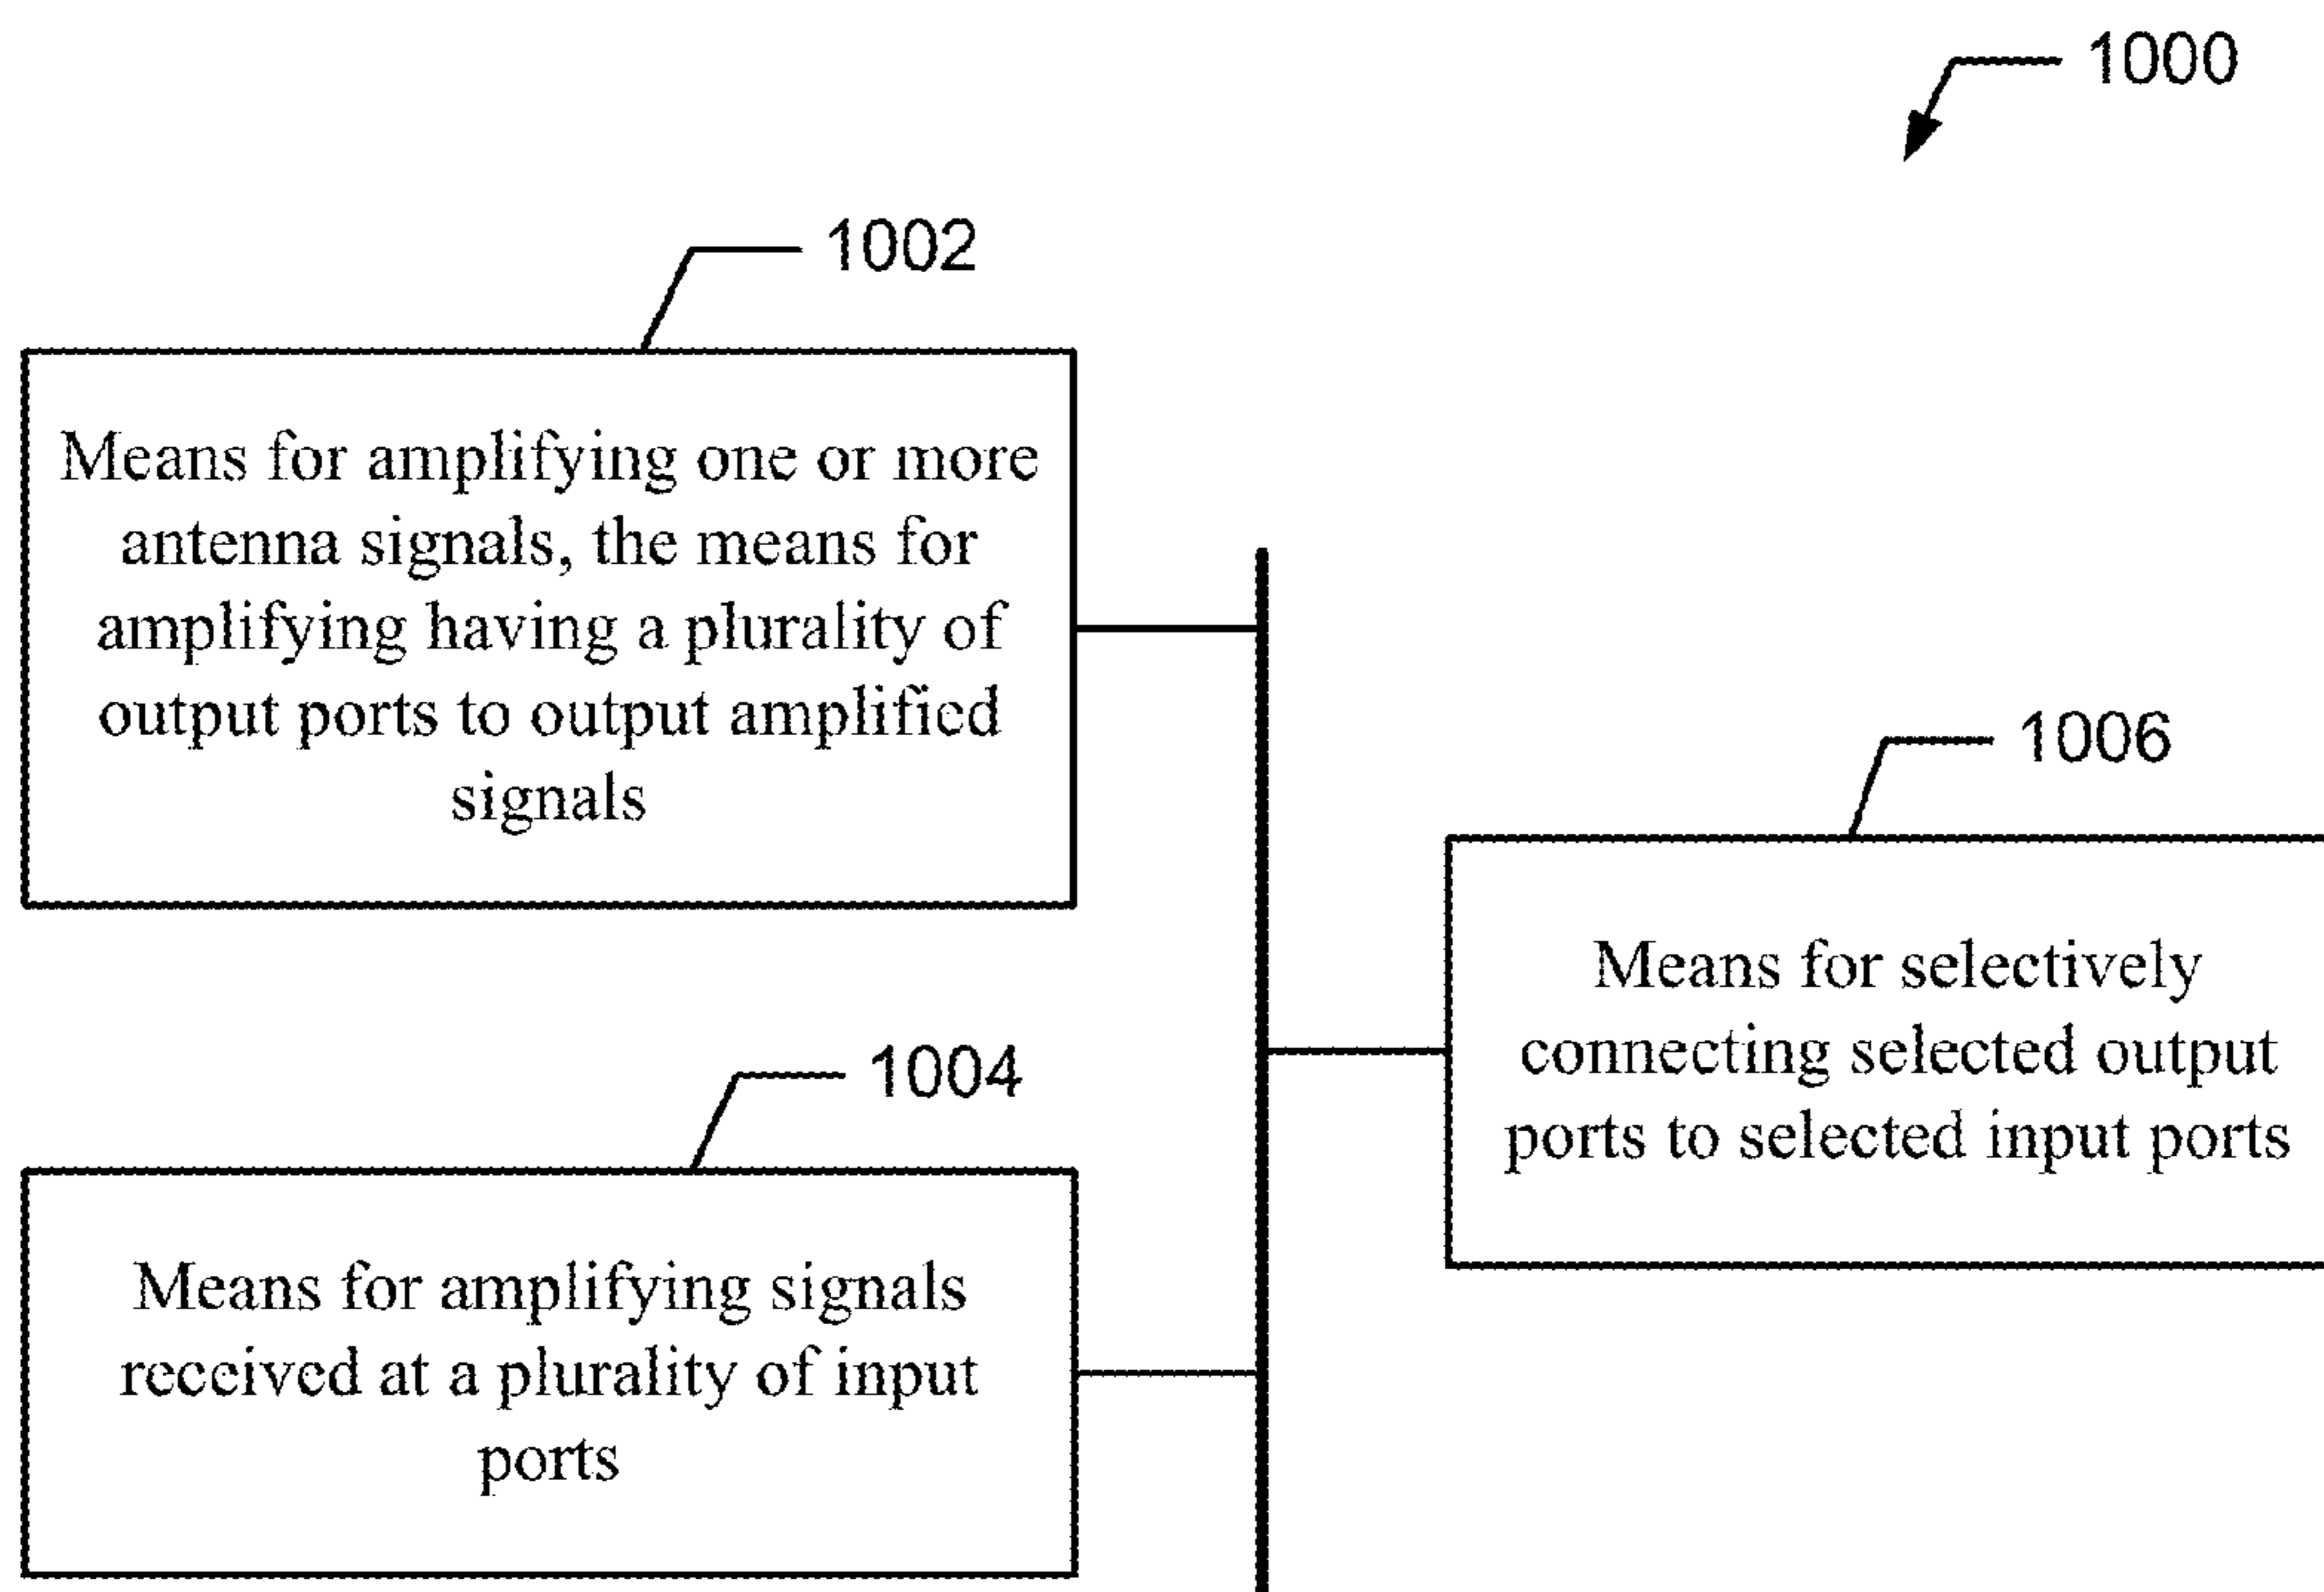 1000
1002
Means for amplifying one or more
antenna signals, the means for
amplifying having a plurality of
output ports to output amplified
signals
1006
Means for selectively
connecting selected output
ports to selected input ports
1004
Means for amplifying signals
received at a plurality of input
ports